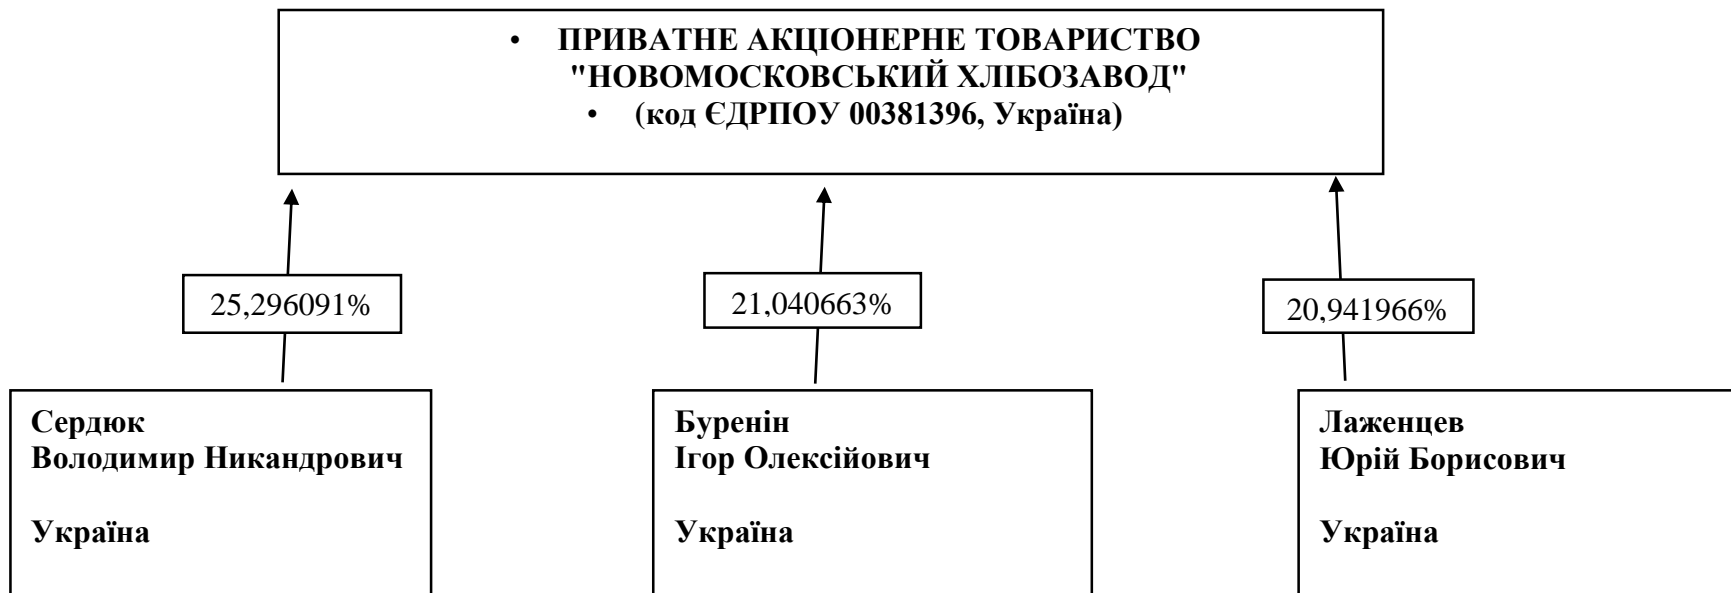 • ПРИВАТНЕ АКЦІОНЕРНЕ ТОВАРИСТВО
"НОВОМОСКОВСЬКИЙ ХЛІБОЗАВОД"
• (код ЄДРПОУ 00381396, Україна)
25,296091%
21,040663%
20,941966%
Сердюк
Володимир Никандрович
Україна
Буренін
Ігор Олексійович
Україна
Лаженцев
Юрій Борисович
Україна